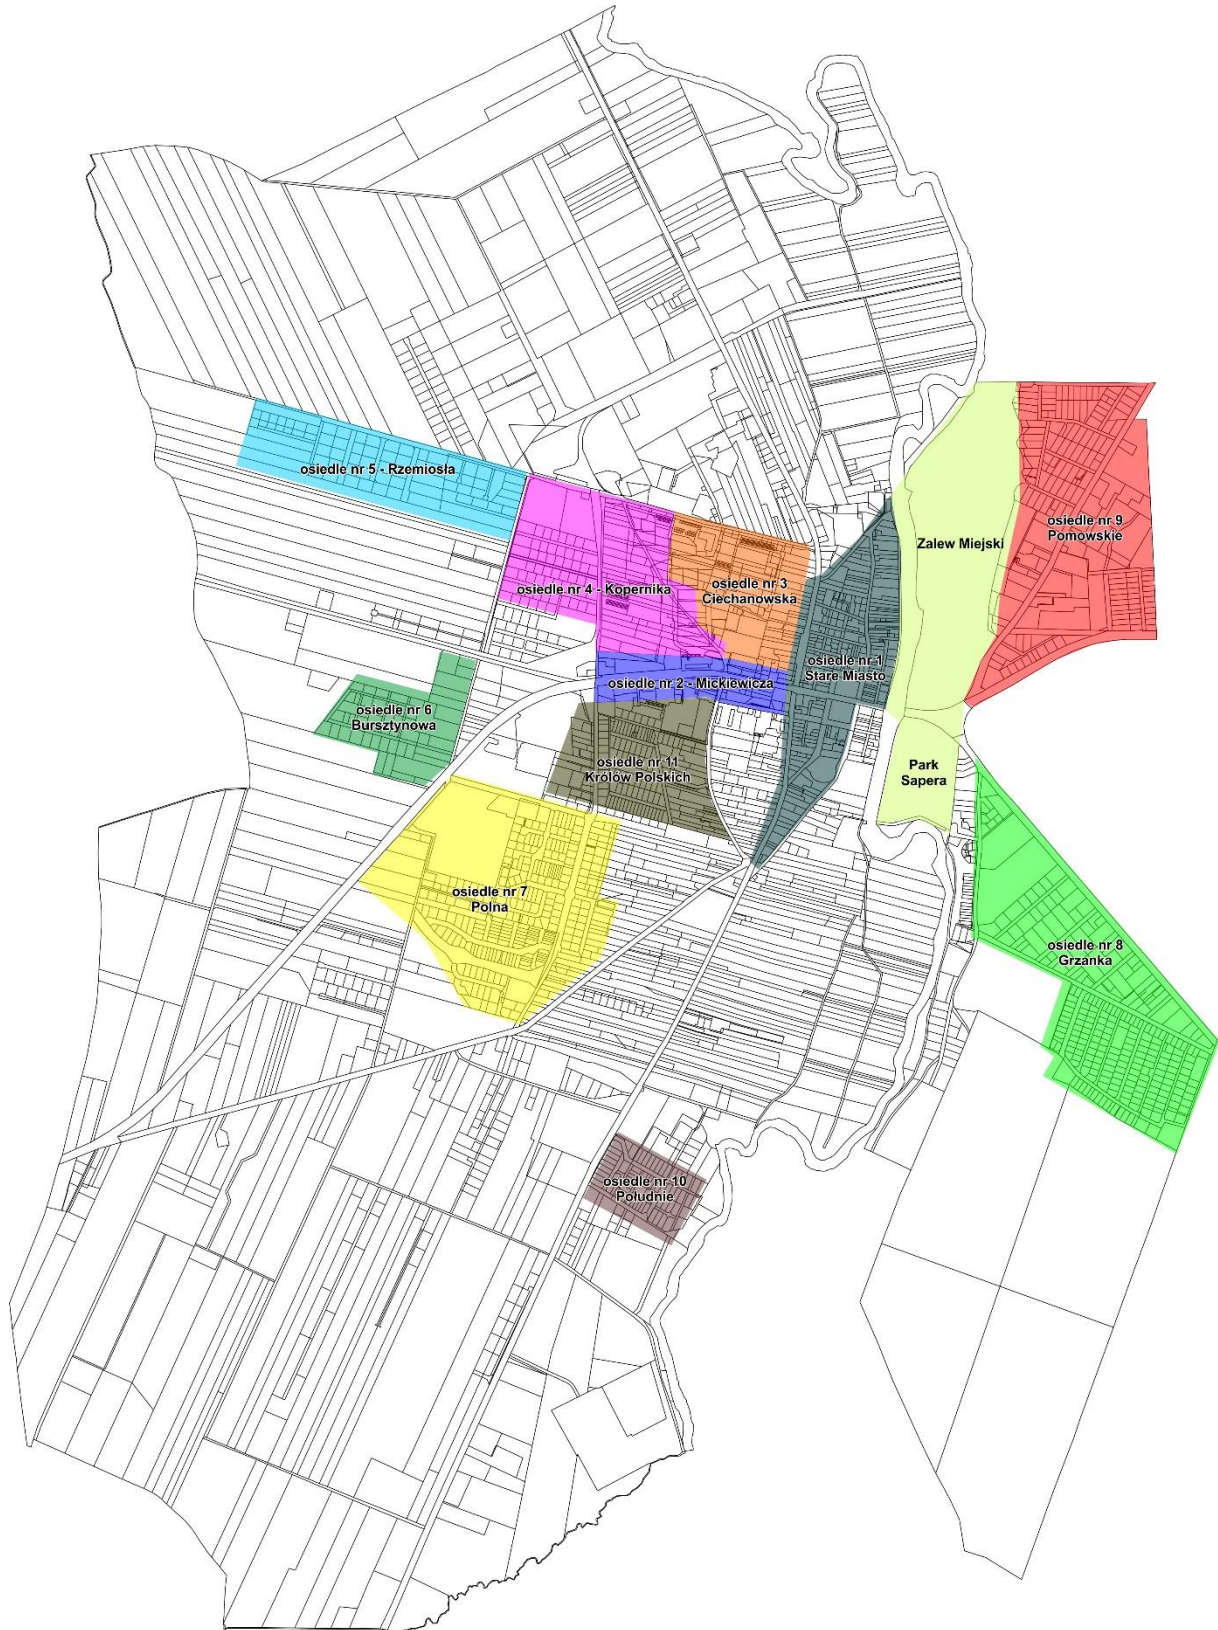 osiedle nr 5 - Rzemiosła
osiedle nr 9
Pomowskie
Zalew Miejski
osiedle nr 4 - Kopernika
osiedle nr 3
Ciechanowska
osiedle nr 1
Stare Miasto
osiedle nr 2 - Mickiewicza
osiedle nr 6
Bursztynowa
osiedle nr 11
Królów Polskich
Park
Sapera
osiedle nr 7
Polna
osiedle nr 8
Grzanka
osiedle nr 10
Południe